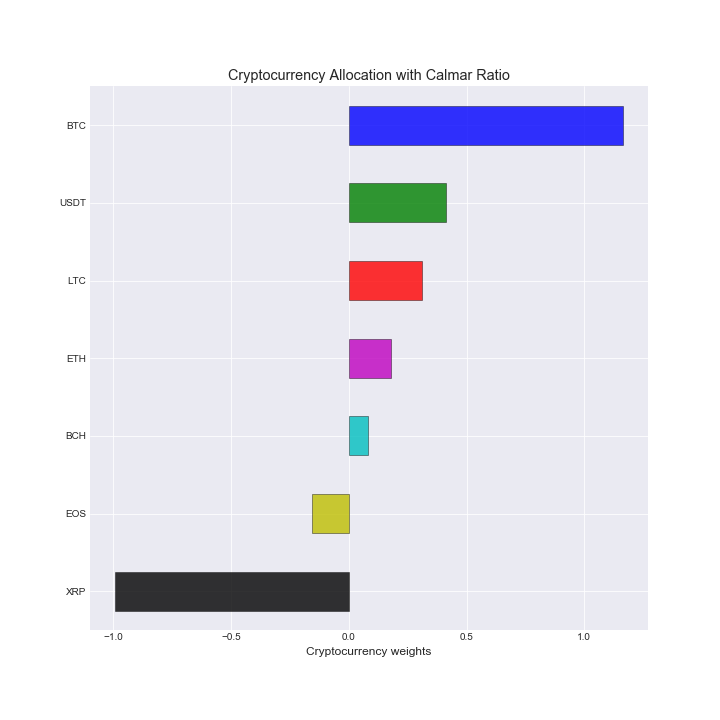 Cryptocurrency Allocation with Calmar Ratio
BTC
USDT
LTC
ETH
BCH
EOS
XRP
−1.0 −0.5 0.0 0.5 1.0
Cryptocurrency weights